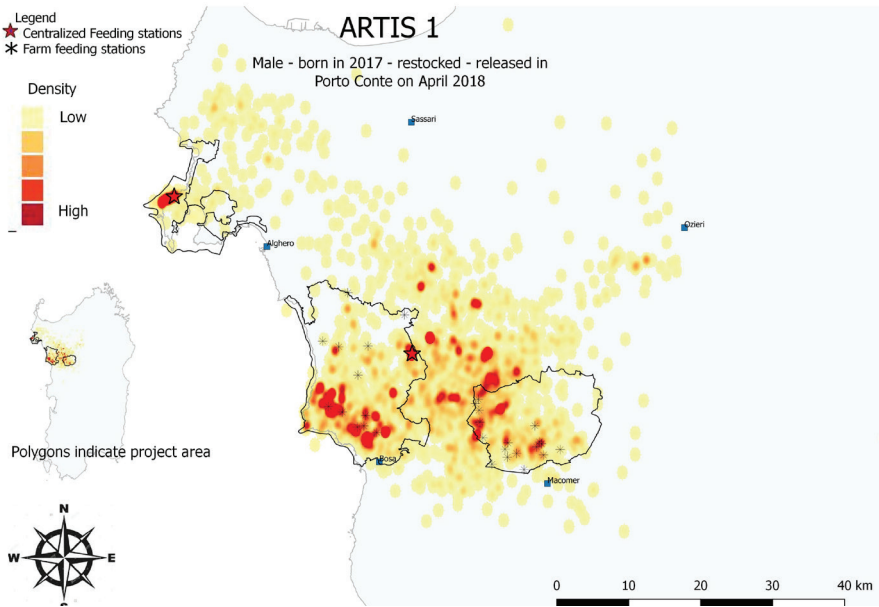 Legend
Centralized Feeding stations
Farm feeding stations
ARTIS 1
Male - born in 2017 - restocked - released in
Porto Conte on April 2018
Density
Low
High
Sassari
Ozieri
Alghero
Bosa
Macomer
Polygons indicate project area
N
W
E
S
0 10 20 30 40 km